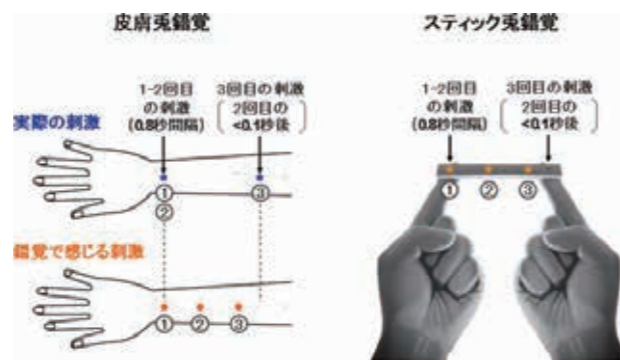 皮膚兎錯覚
スティック兎錯覚
1-2回目
の刺激
(0.8秒間隔)
3回目の刺激
2回目の
<0.1秒後
1-2回目
の刺激
(0.8秒間隔)
3回目の刺激
2回目の
<0.1秒後
実際の刺激
①
②
③
① ② ③
錯覚で感じる刺激
① ② ③